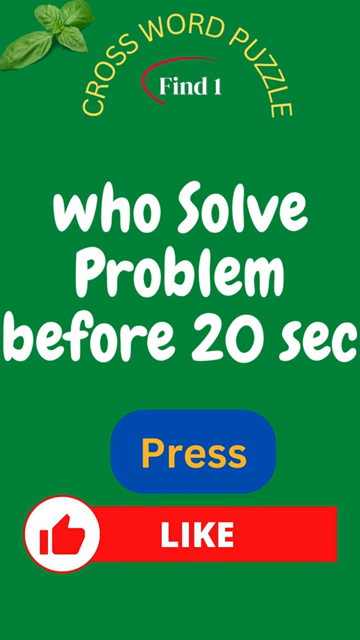 CROSS WORD PUZZLE
Find 1
who Solve
Problem
before 20 sec
Press
LIKE